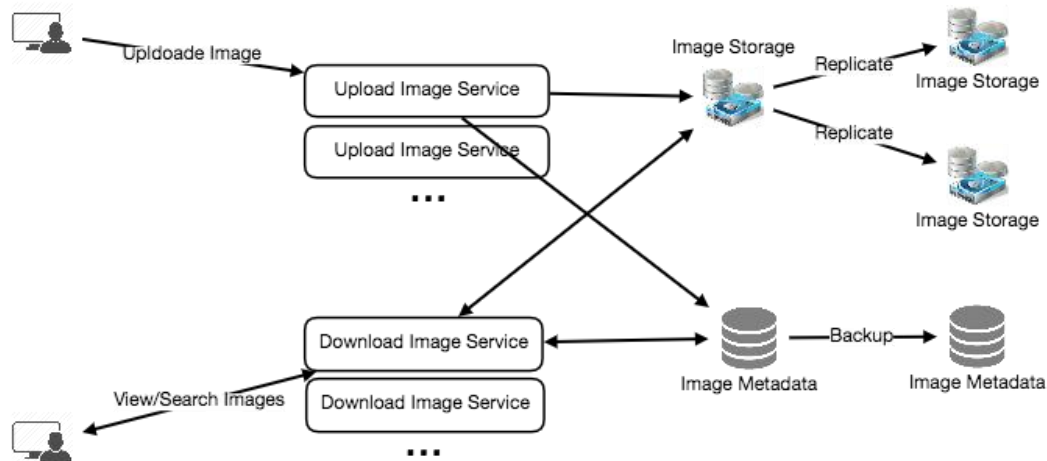 Upldoade Image
Upload Image Service
Upload Image Service
...
Image Storage
Replicate
Image Storage
Replicate
Image Storage
Download Image Service
Download Image Service
...
View/Search Images
Image Metadata
Backup
Image Metadata